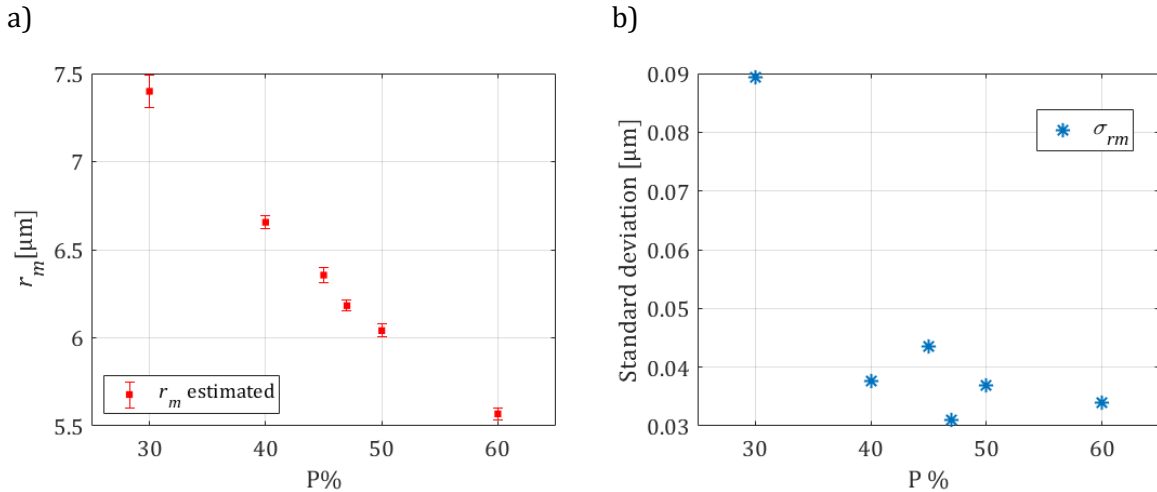 a)
7.5
7
6.5
6
5.5
r_m[µm]
r_m estimated
30 40 50 60
P%
b)
0.09
0.08
0.07
0.06
0.05
0.04
0.03
Standard deviation [µm]
σ_rm
30 40 50 60
P %